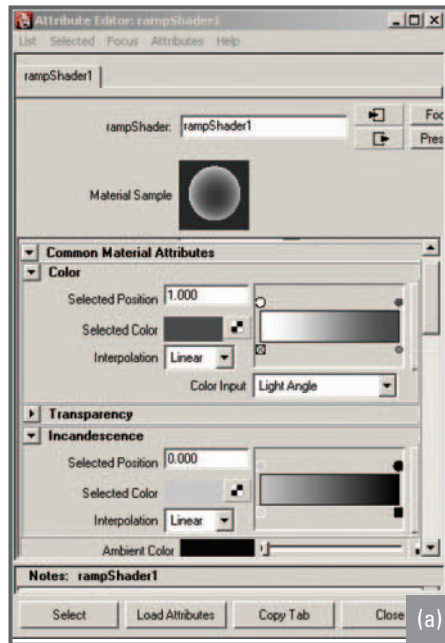 Attribute Editor: rampShader1
List Selected Focus Attributes Help
rampShader1
rampShader: rampShader1
Foc
Pres
Material Sample
Common Material Attributes
Color
Selected Position 1.000
Selected Color
Interpolation Linear
Color Input Light Angle
Transparency
Incandescence
Selected Position 0.000
Selected Color
Interpolation Linear
Ambient Color
Notes: rampShader1
Select Load Attributes Copy Tab Close
(a)